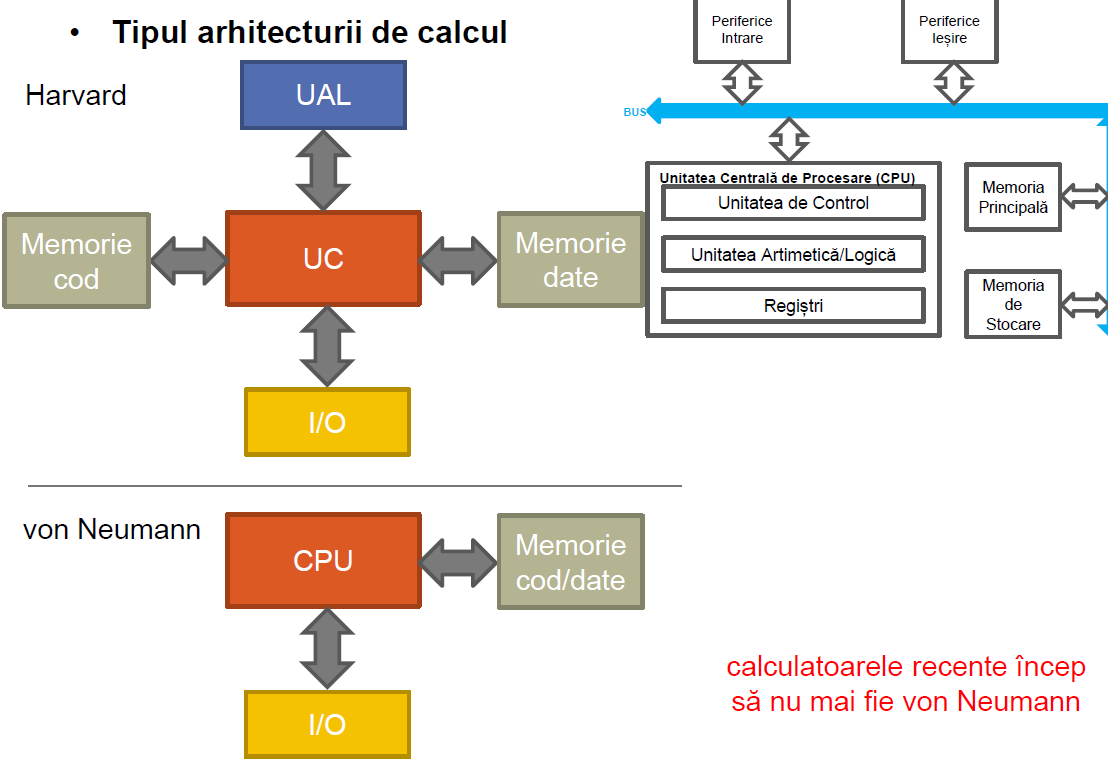 • Tipul arhitecturii de calcul
Harvard
UAL
Memorie
cod
UC
Memorie
date
I/O
Periferice
Intrare
Periferice
Ieșire
BUS
Unitatea Centrală de Procesare (CPU)
Unitatea de Control
Unitatea Artimetică/Logică
Regiștri
Memoria
Principală
Memoria
de
Stocare
von Neumann
CPU
Memorie
cod/date
I/O
calculatoarele recente încep
să nu mai fie von Neumann